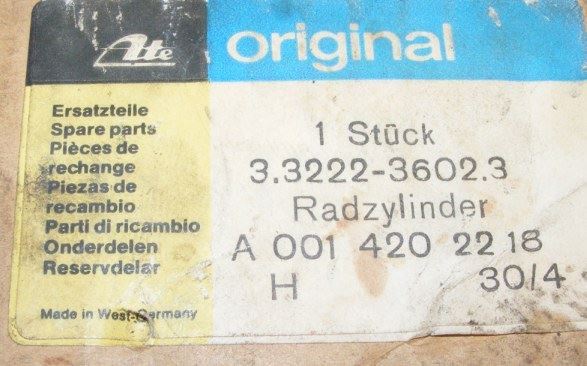 Ate
original
Ersatzteile
Spare parts
Pièces de
rechange
Piezas de
recambio
Parti di ricambio
Onderdelen
Reservdelar
Made in West-Germany
1 Stück
3.3222-3602.3
Radzylinder
A 001 420 22 18
H 30/4